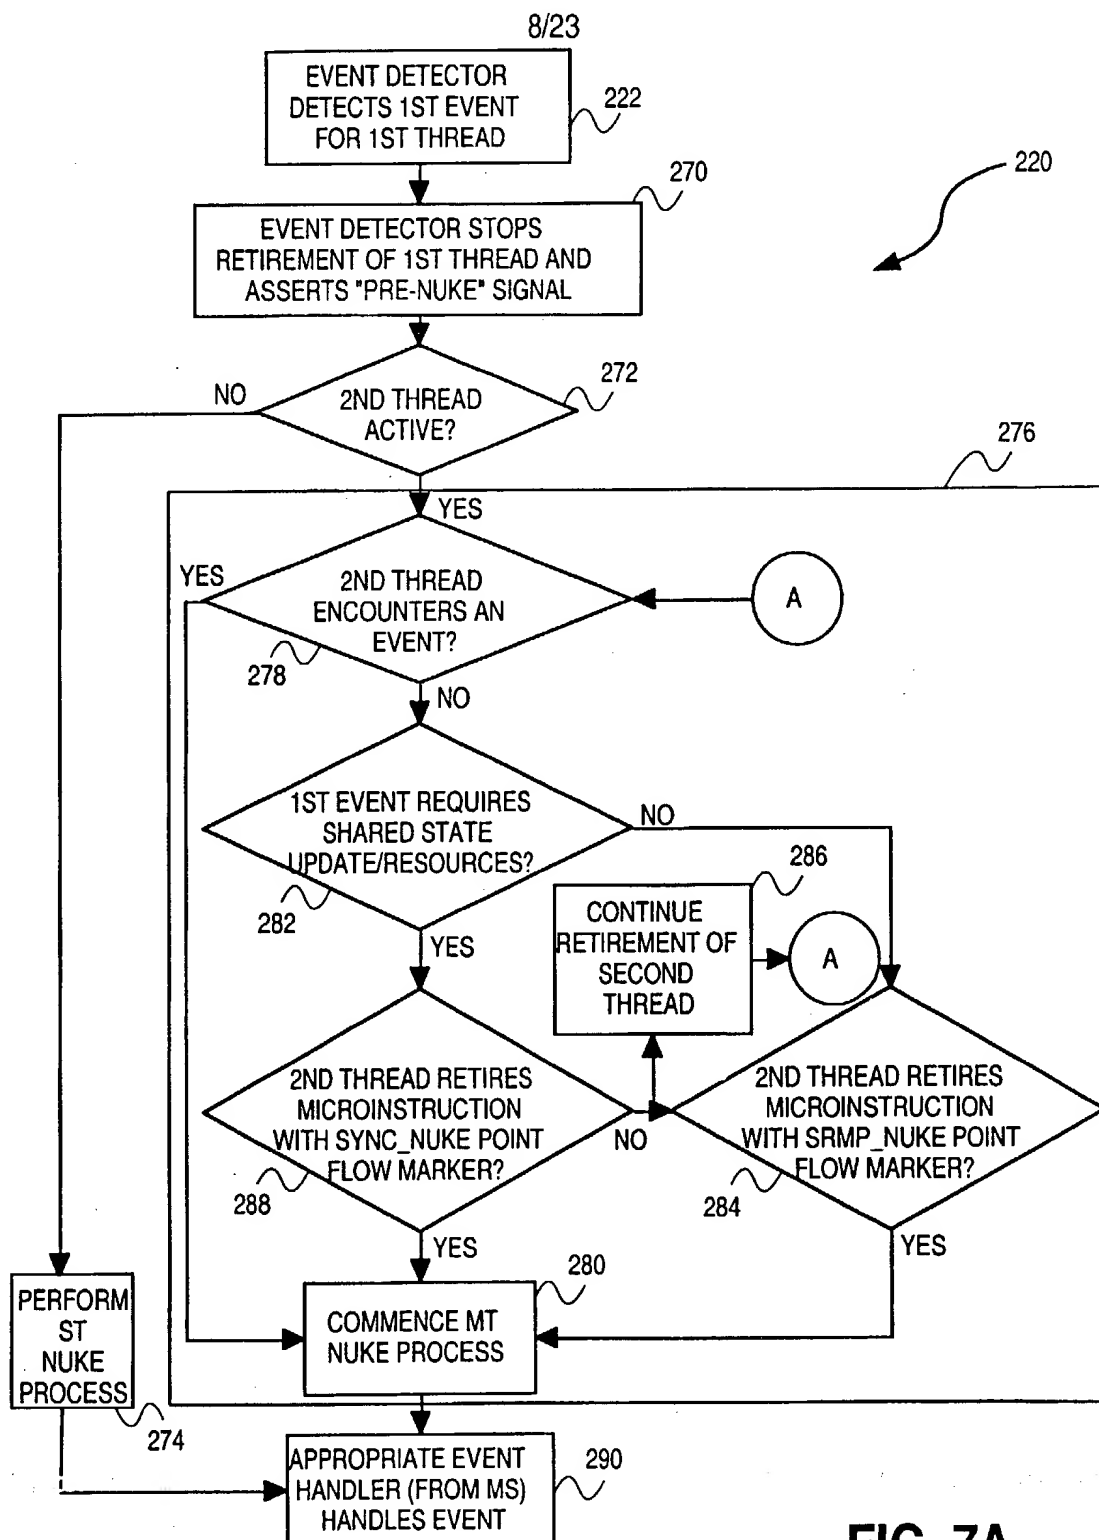 8/23
EVENT DETECTOR
DETECTS 1ST EVENT
FOR 1ST THREAD
222
220
270
EVENT DETECTOR STOPS
RETIREMENT OF 1ST THREAD AND
ASSERTS "PRE-NUKE" SIGNAL
NO
272
2ND THREAD
ACTIVE?
276
YES
YES
2ND THREAD
ENCOUNTERS AN
EVENT?
A
278
NO
1ST EVENT REQUIRES
SHARED STATE
UPDATE/RESOURCES?
NO
282
286
CONTINUE
RETIREMENT OF
SECOND
THREAD
A
YES
2ND THREAD RETIRES
MICROINSTRUCTION
WITH SYNC_NUKE POINT
FLOW MARKER?
NO
288
2ND THREAD RETIRES
MICROINSTRUCTION
WITH SRMP_NUKE POINT
FLOW MARKER?
284
YES
YES
280
COMMENCE MT
NUKE PROCESS
PERFORM
ST
NUKE
PROCESS
274
APPROPRIATE EVENT
HANDLER (FROM MS)
HANDLES EVENT
290
FIG. 7A